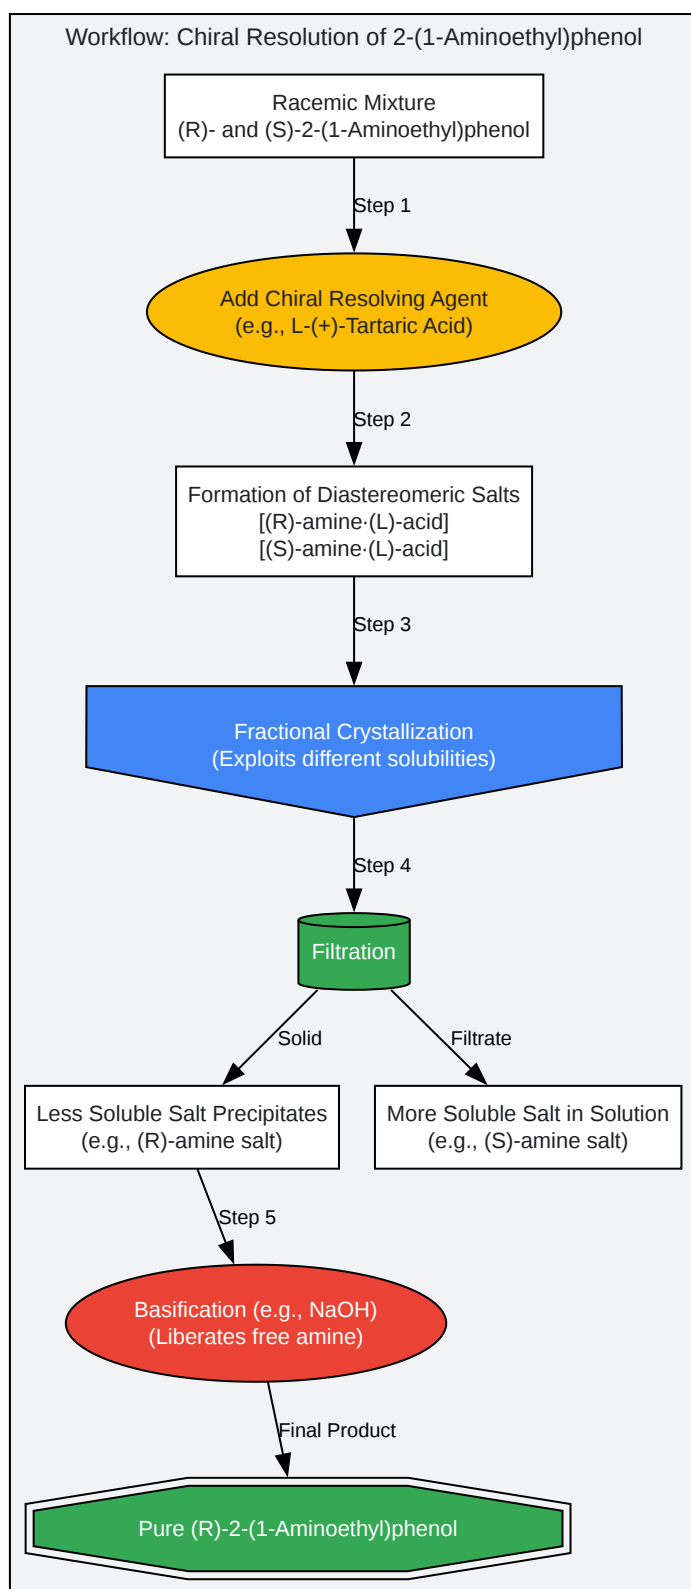 Workflow: Chiral Resolution of 2-(1-Aminoethyl)phenol
Racemic Mixture
(R)- and (S)-2-(1-Aminoethyl)phenol
Step 1
Add Chiral Resolving Agent
(e.g., L-(+)-Tartaric Acid)
Step 2
Formation of Diastereomeric Salts
[(R)-amine·(L)-acid]
[(S)-amine·(L)-acid]
Step 3
Fractional Crystallization
(Exploits different solubilities)
Step 4
Filtration
Solid
Filtrate
Less Soluble Salt Precipitates
(e.g., (R)-amine salt)
More Soluble Salt in Solution
(e.g., (S)-amine salt)
Step 5
Basification (e.g., NaOH)
(Liberates free amine)
Final Product
Pure (R)-2-(1-Aminoethyl)phenol